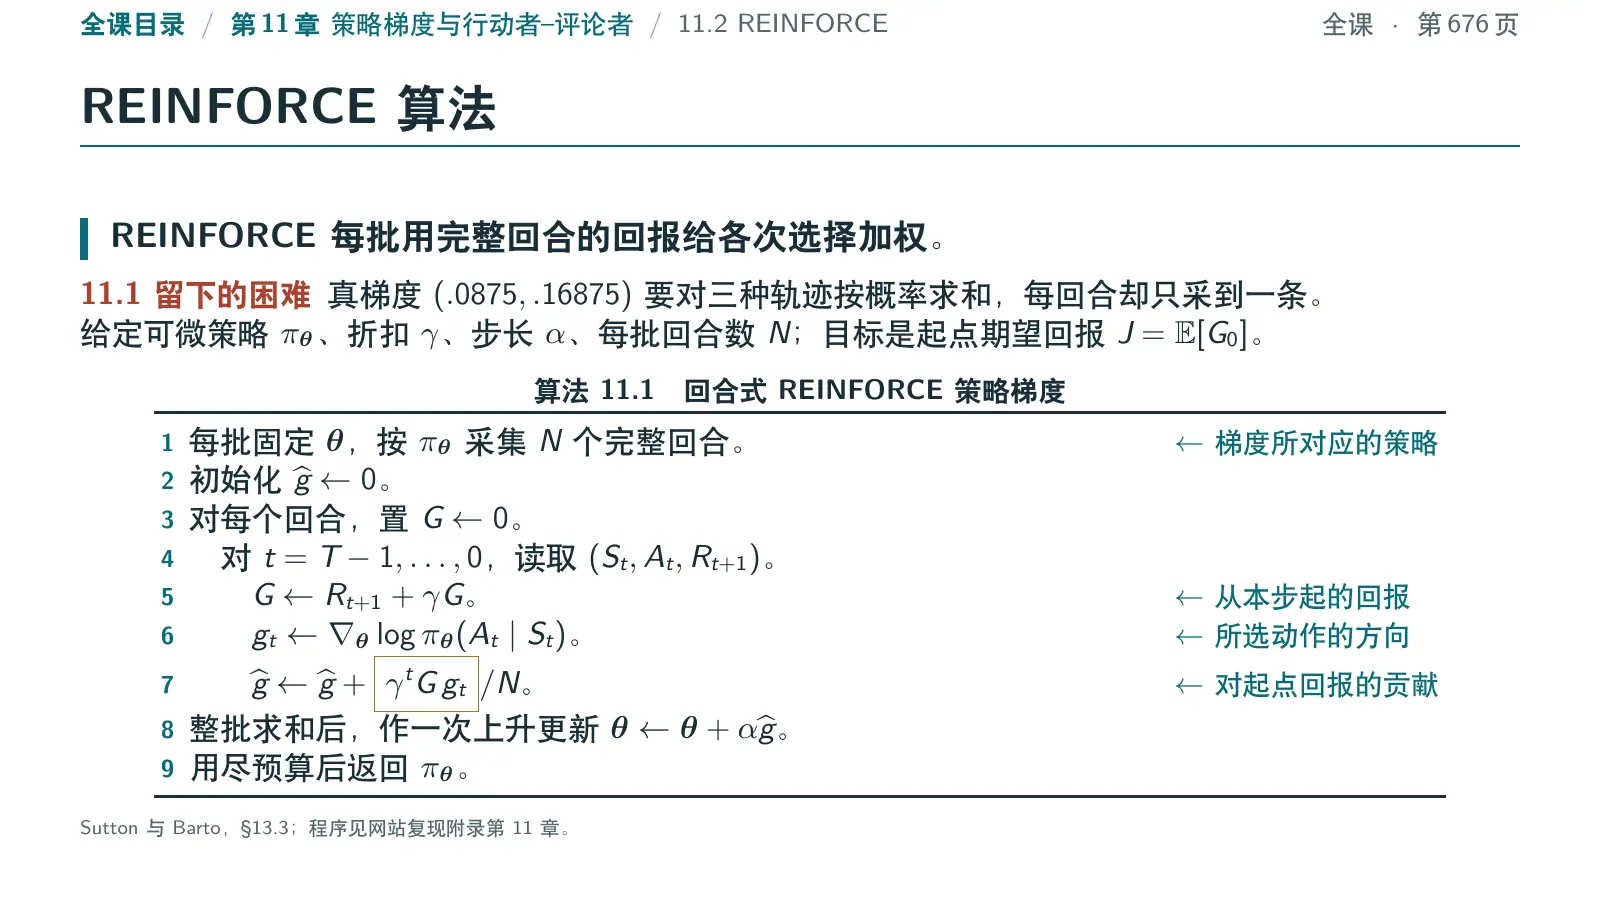 全课目录 / 第 11 章 策略梯度与行动者–评论者 / 11.2 REINFORCE 全课 · 第 676 页
REINFORCE 算法
REINFORCE 每批用完整回合的回报给各次选择加权。
11.1 留下的困难 真梯度 (.0875, .16875) 要对三种轨迹按概率求和，每回合却只采到一条。
给定可微策略 π_θ、折扣 γ、步长 α、每批回合数 N；目标是起点期望回报 J = 𝔼[G₀]。
算法 11.1 回合式 REINFORCE 策略梯度
1 每批固定 θ，按 π_θ 采集 N 个完整回合。 ← 梯度所对应的策略
2 初始化 ĝ ← 0。
3 对每个回合，置 G ← 0。
4 对 t = T − 1, . . . , 0，读取 (S_t, A_t, R_{t+1})。
5 G ← R_{t+1} + γG。 ← 从本步起的回报
6 g_t ← ∇_θ log π_θ(A_t | S_t)。 ← 所选动作的方向
7 ĝ ← ĝ + γ^t G g_t /N。 ← 对起点回报的贡献
8 整批求和后，作一次上升更新 θ ← θ + αĝ。
9 用尽预算后返回 π_θ。
Sutton 与 Barto，§13.3；程序见网站复现附录第 11 章。